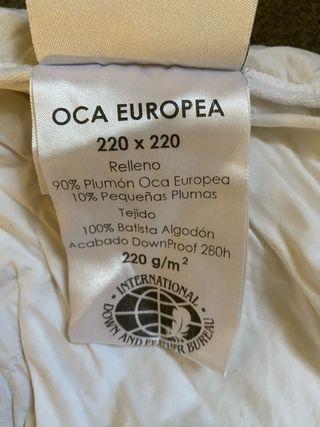 OCA EUROPEA
220 x 220
Relleno
90% Plumón Oca Europea
10% Pequeñas Plumas
Tejido
100% Batista Algodón
Acabado DownProof 280h
220 g/m²
INTERNATIONAL
DOWN AND FEATHER BUREAU